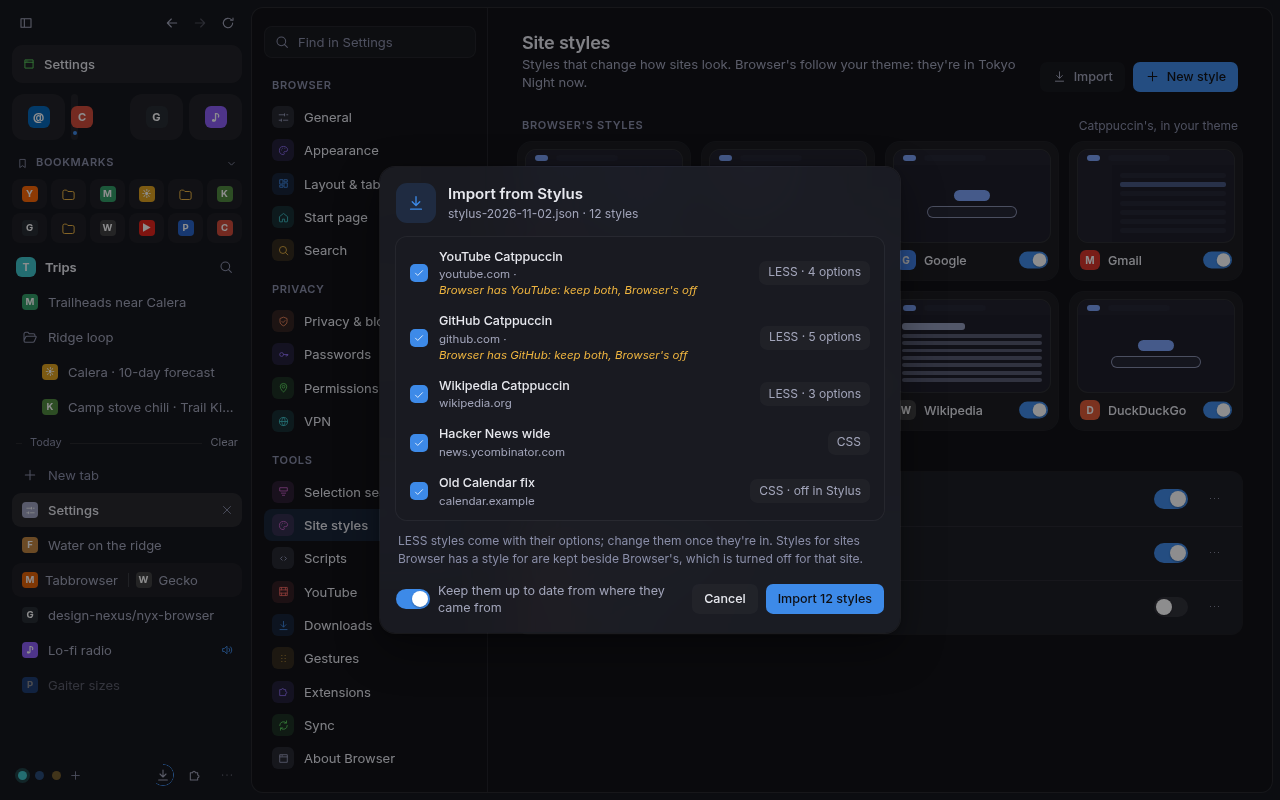 Settings
@
C
G
BOOKMARKS
Y
M
K
G
W
P
C
T
Trips
M
Trailheads near Calera
Ridge loop
Calera · 10-day forecast
K
Camp stove chili · Trail Ki...
Today
Clear
New tab
Settings
F
Water on the ridge
M
Tabbrowser
W
Gecko
G
design-nexus/nyx-browser
Lo-fi radio
P
Gaiter sizes
Find in Settings
BROWSER
General
Appearance
Layout & tab
Start page
Search
PRIVACY
Privacy & blo
Passwords
Permissions
VPN
TOOLS
Selection se
Site styles
Scripts
YouTube
Downloads
Gestures
Extensions
Sync
About Browser
Site styles
Styles that change how sites look. Browser's follow your theme: they're in Tokyo
Night now.
Import
New style
BROWSER'S STYLES
Catppuccin's, in your theme
G
Google
M
Gmail
W
Wikipedia
D
DuckDuckGo
Import from Stylus
stylus-2026-11-02.json · 12 styles
YouTube Catppuccin
youtube.com ·
Browser has YouTube: keep both, Browser's off
LESS · 4 options
GitHub Catppuccin
github.com ·
Browser has GitHub: keep both, Browser's off
LESS · 5 options
Wikipedia Catppuccin
wikipedia.org
LESS · 3 options
Hacker News wide
news.ycombinator.com
CSS
Old Calendar fix
calendar.example
CSS · off in Stylus
LESS styles come with their options; change them once they're in. Styles for sites
Browser has a style for are kept beside Browser's, which is turned off for that site.
Keep them up to date from where they
came from
Cancel
Import 12 styles